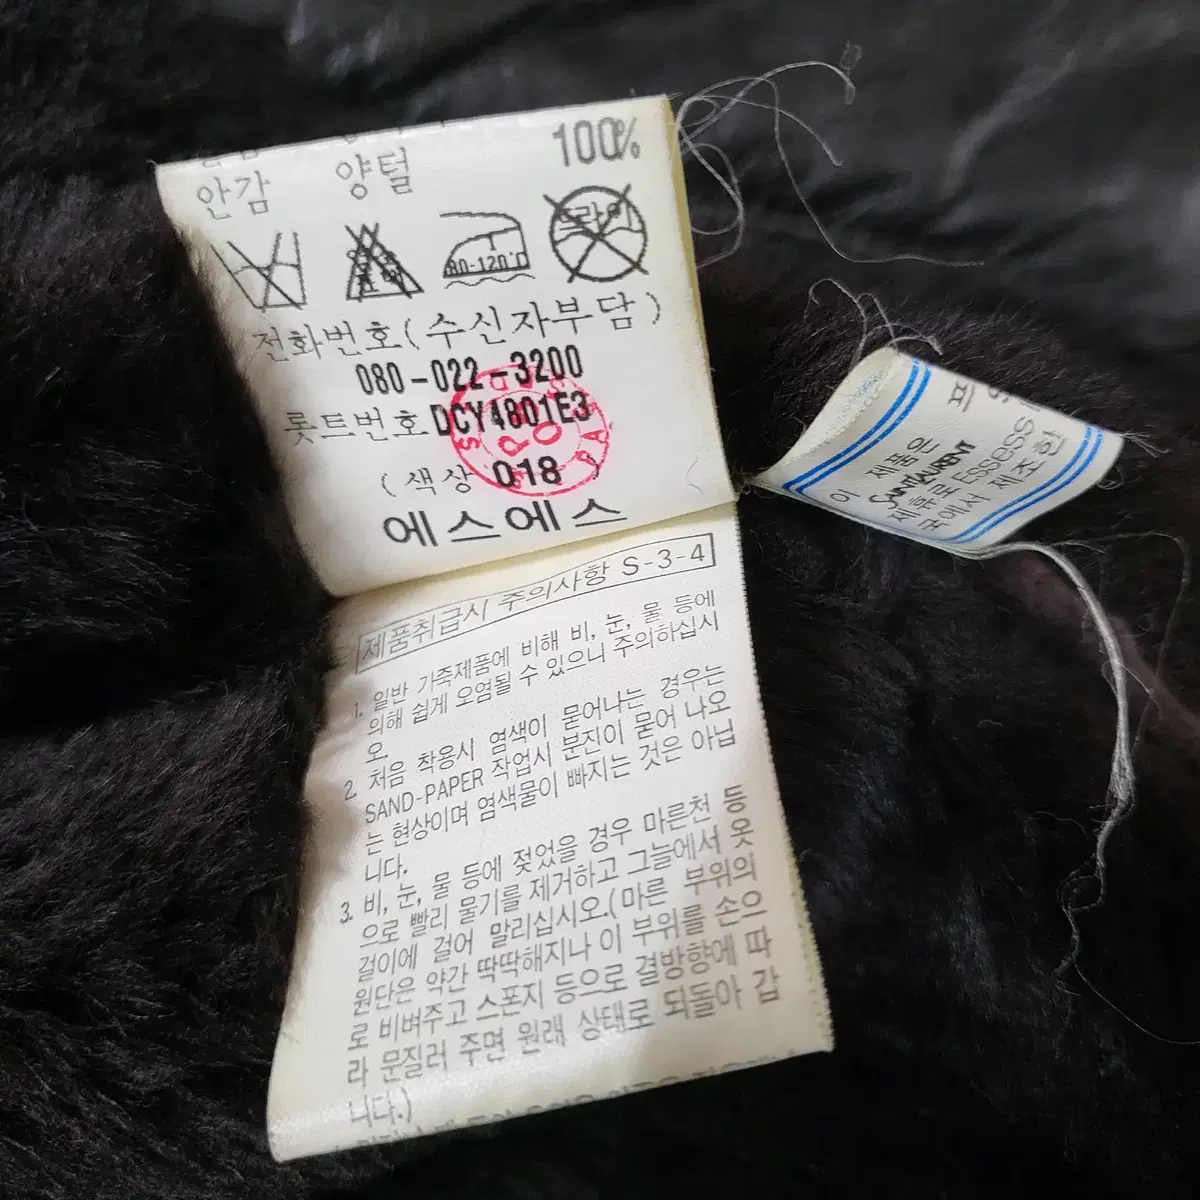 안감 양털 100%
드라이
80-120℃
전화번호(수신자부담)
080-022-3200
롯트번호 DCY4801E3
(색상 018 )
에스에스
제품취급시 주의사항 S-3-4
1. 일반 가죽제품에 비해 비, 눈, 물 등에
의해 쉽게 오염될 수 있으니 주의하십시
오.
2. 처음 착용시 염색이 묻어나는 경우는
SAND-PAPER 작업시 분진이 묻어 나오
는 현상이며 염색물이 빠지는 것은 아닙
니다.
3. 비, 눈, 물 등에 젖었을 경우 마른천 등
으로 빨리 물기를 제거하고 그늘에서 옷
걸이에 걸어 말리십시오.(마른 부위의
원단은 약간 딱딱해지나 이 부위를 손으
로 비벼주고 스폰지 등으로 결방향에 따
라 문질러 주면 원래 상태로 되돌아 갑
니다.)
이 제품은
SAINT LAURENT
제휴로 ESSESS
국에서 제조한